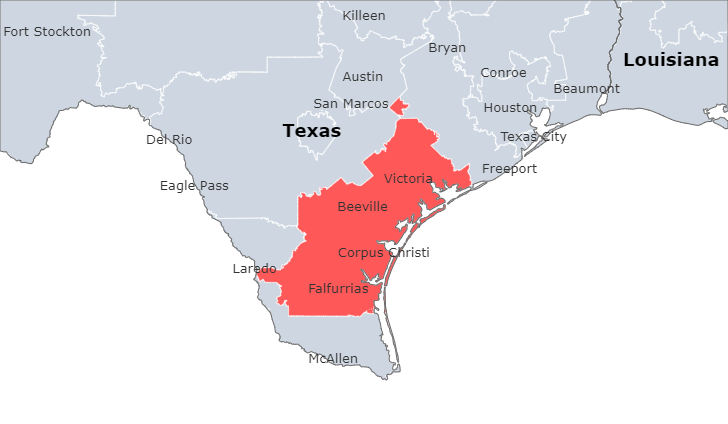 Killeen
Fort Stockton
Bryan
Louisiana
Conroe
Austin
Beaumont
San Marcos
Houston
Texas
Texas City
Del Rio
Freeport
Victoria
Eagle Pass
Beeville
Corpus Christi
Laredo
Falfurrias
McAllen